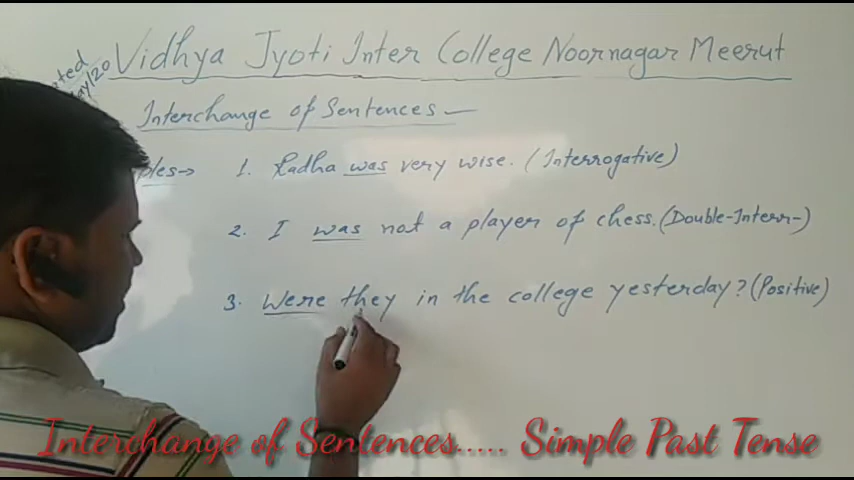 Vidhya Jyoti Inter College Noornagar Meerut
Interchange of Sentences —
1. Radha was very wise. (Interrogative)
2. I was not a player of chess. (Double-Interr-)
3. Were they in the college yesterday? (Positive)
Interchange of Sentences..... Simple Past Tense